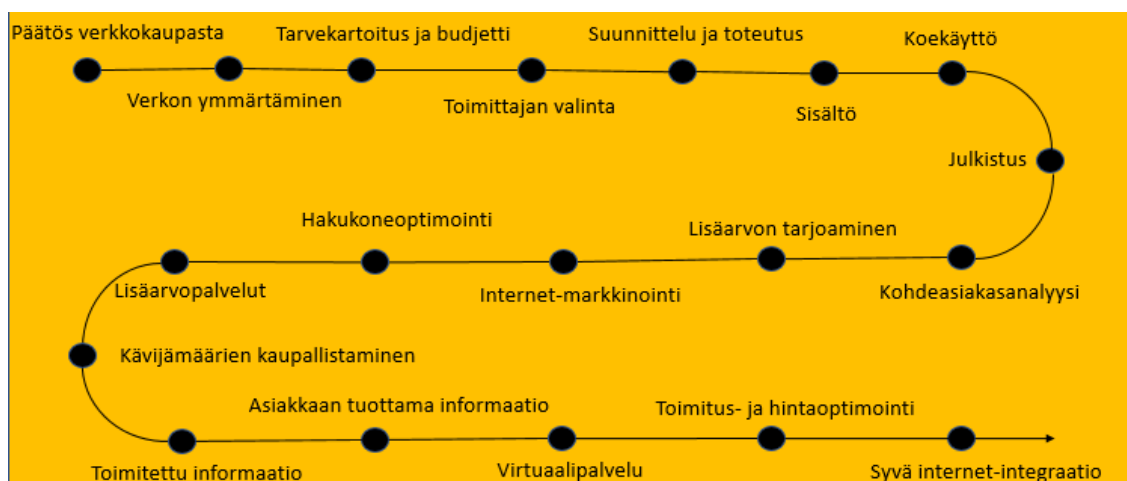 Päätös verkkokaupasta
Verkon ymmärtäminen
Tarvekartoitus ja budjetti
Toimittajan valinta
Suunnittelu ja toteutus
Sisältö
Koekäyttö
Julkistus
Kohdeasiakasanalyysi
Lisäarvon tarjoaminen
Internet-markkinointi
Hakukoneoptimointi
Lisäarvopalvelut
Kävijämäärien kaupallistaminen
Toimitettu informaatio
Asiakkaan tuottama informaatio
Virtuaalipalvelu
Toimitus- ja hintaoptimointi
Syvä internet-integraatio